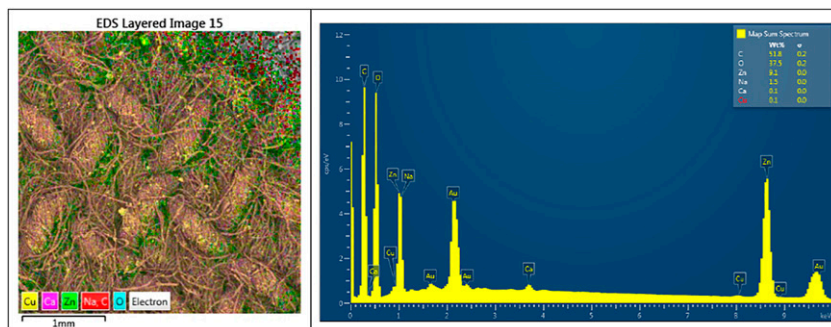 EDS Layered Image 15
Cu Ca Zn Na, C O Electron
1mm
Map Sum Spectrum
Wt% σ
C 51.8 0.2
O 37.5 0.2
Zn 9.1 0.0
Na 1.5 0.0
Ca 0.1 0.0
Cu 0.1 0.0
cps/eV
12
10
8
6
4
2
0
C O
Zn Na
Ca Cu
Au Au Au
Ca
Zn
Cu Cu
Au
0 1 2 3 4 5 6 7 8 9 keV